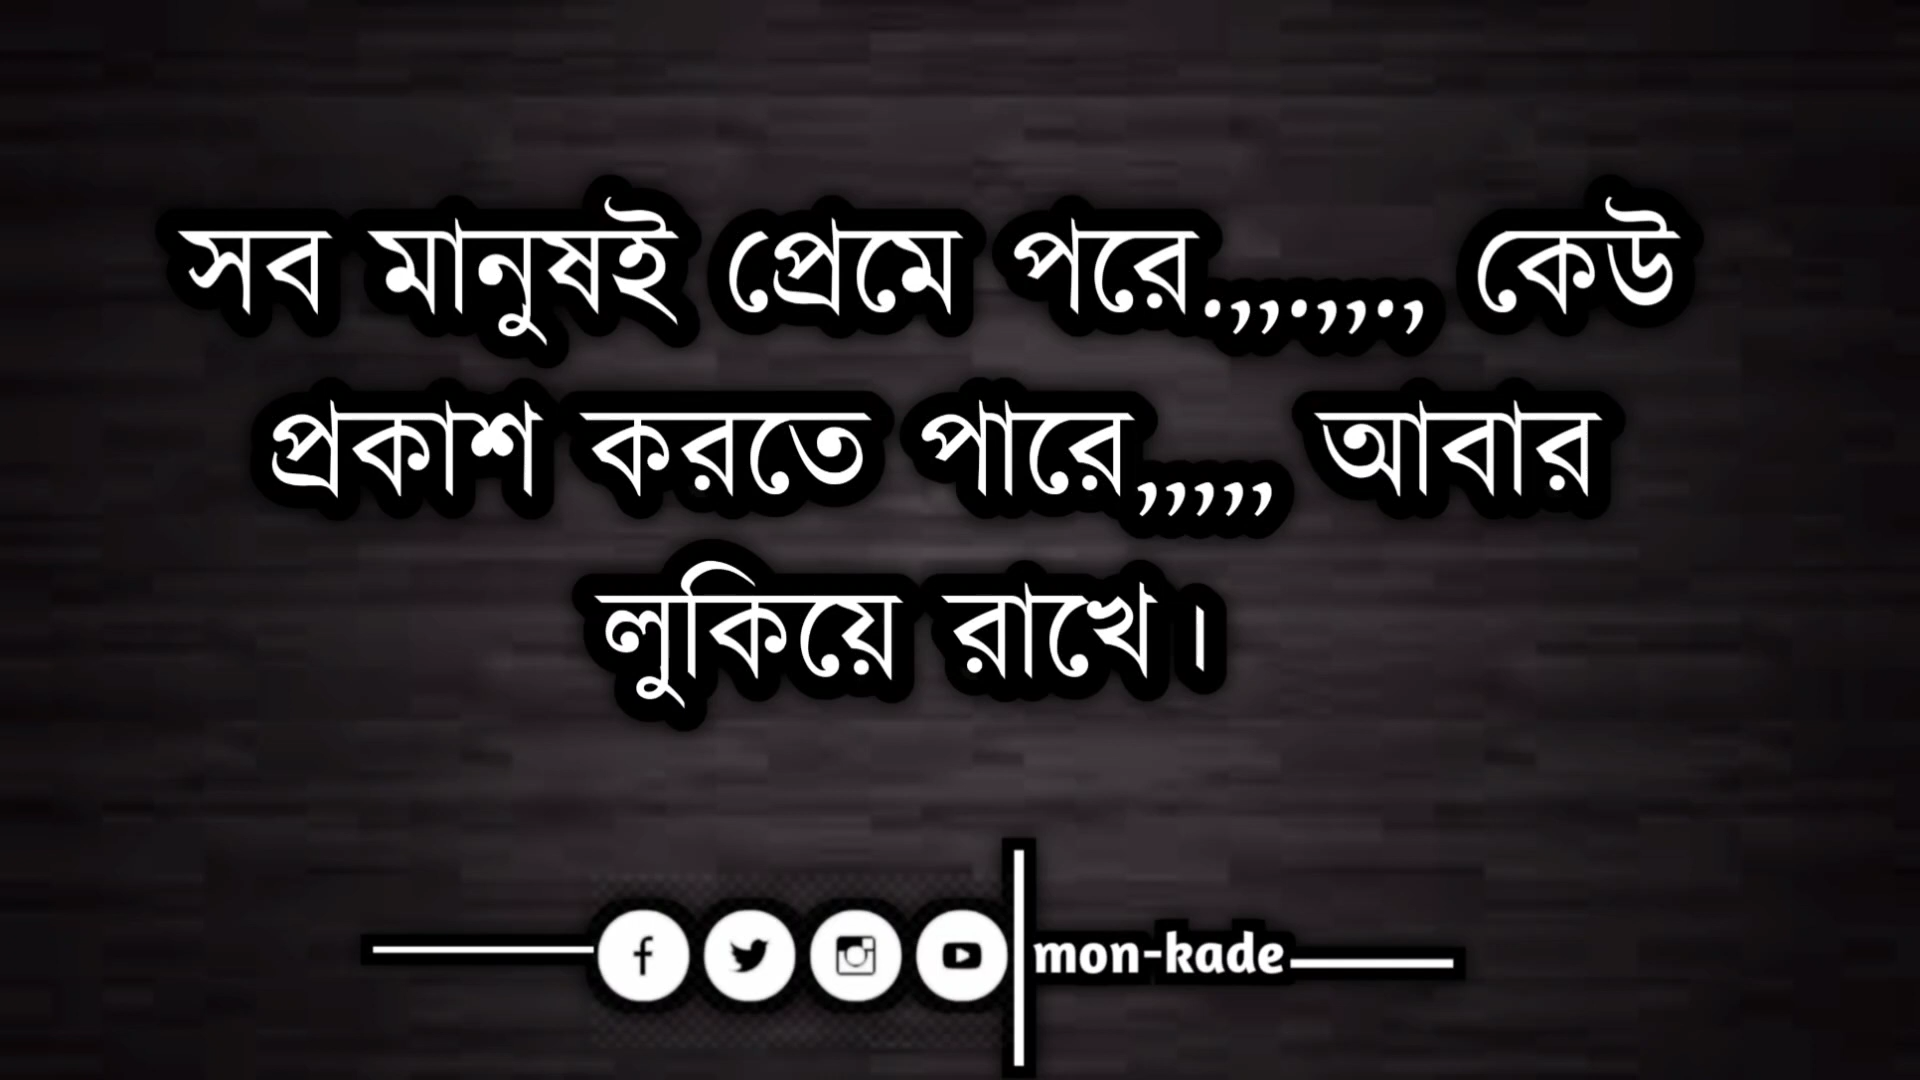 সব মানুষই প্রেমে পরে.,,.,,., কেউ
প্রকাশ করতে পারে,,,,, আবার
লুকিয়ে রাখে।
mon-kade